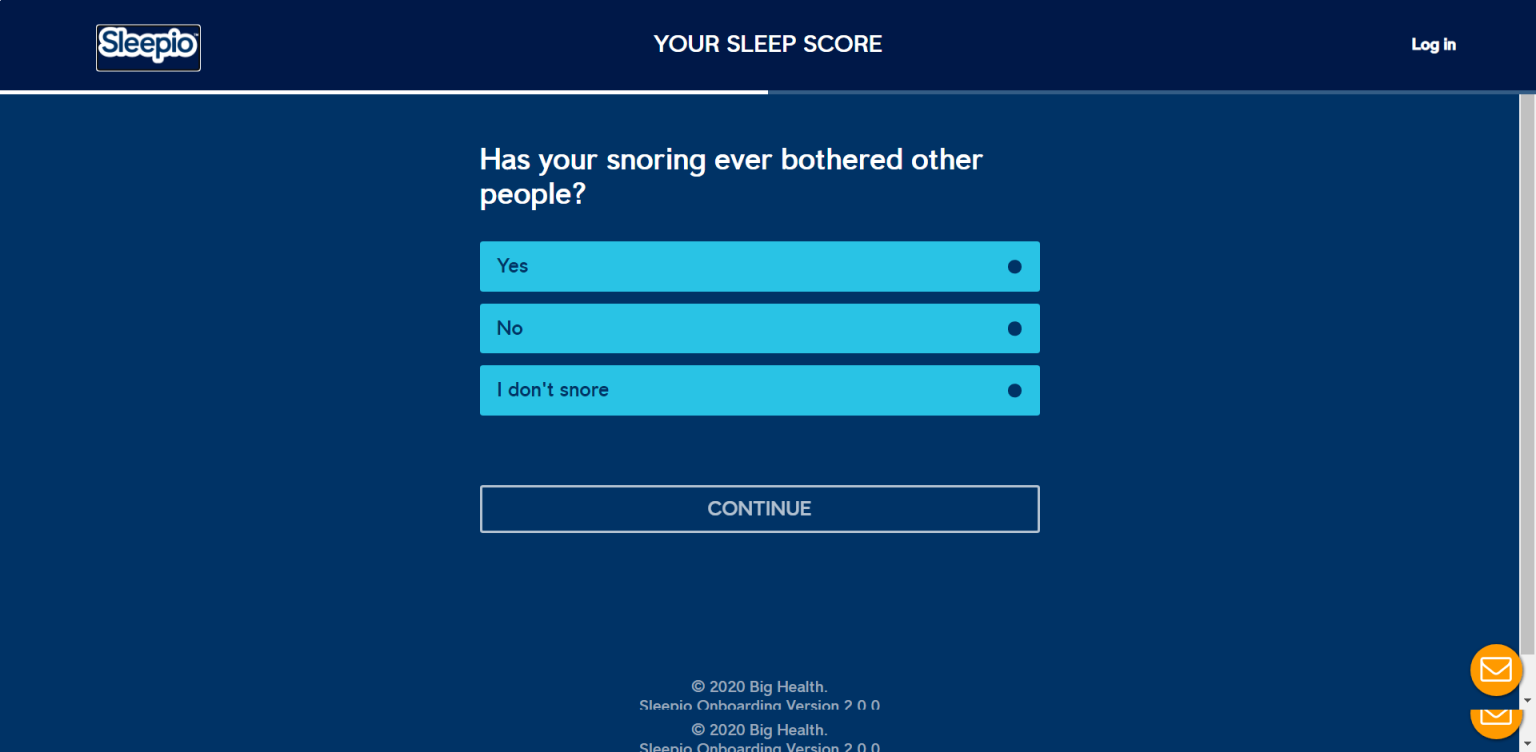 Sleepio™
YOUR SLEEP SCORE
Log in
Has your snoring ever bothered other
people?
Yes
No
I don't snore
CONTINUE
© 2020 Big Health.
Sleepio Onboarding Version 2.0.0
© 2020 Big Health.
Sleepio Onboarding Version 2.0.0